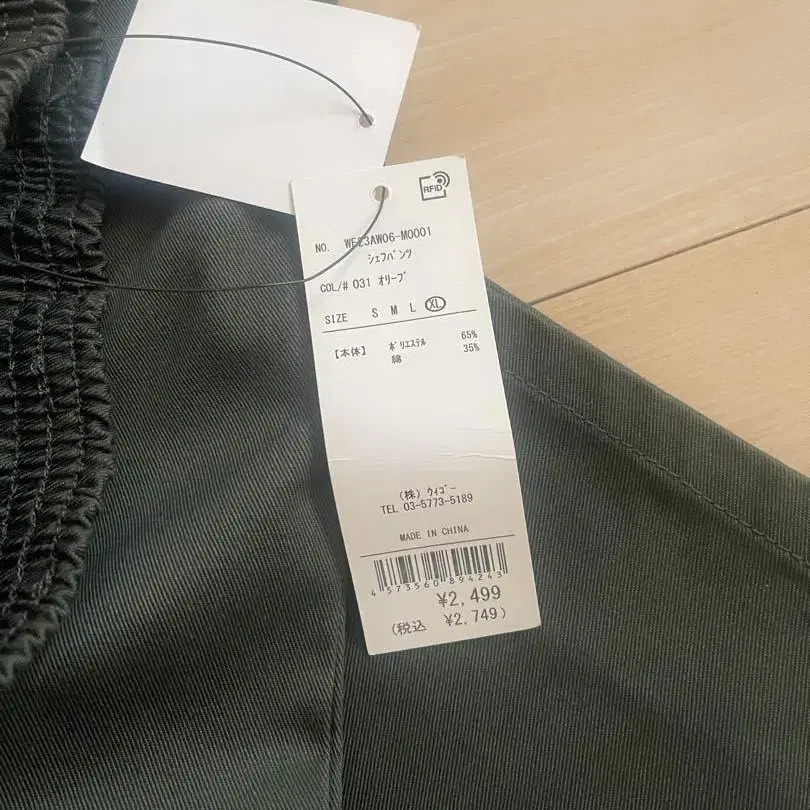 RFID
NO. WE23AW06-M0001
シェフパンツ
COL/# 031 オリーブ
SIZE S M L XL
【本体】 ポリエステル 65%
綿 35%
(株) ウィゴー
TEL 03-5773-5189
MADE IN CHINA
4573560894243
¥2,499
(税込 ¥2,749)